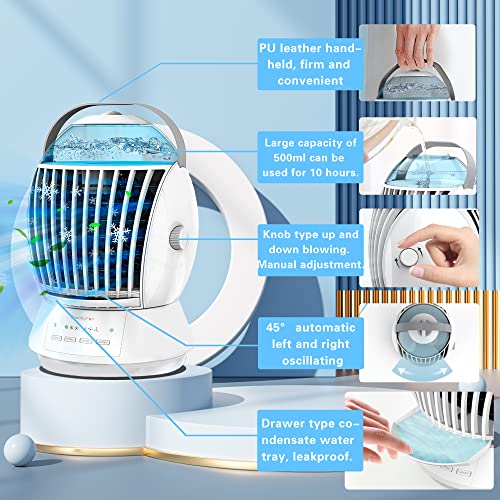 PU leather hand-
held, firm and
convenient
Large capacity of
500ml can be
used for 10 hours.
Knob type up and
down blowing.
Manual adjustment.
45° automatic
left and right
oscillating
Drawer type co-
ndensate water
tray, leakproof.